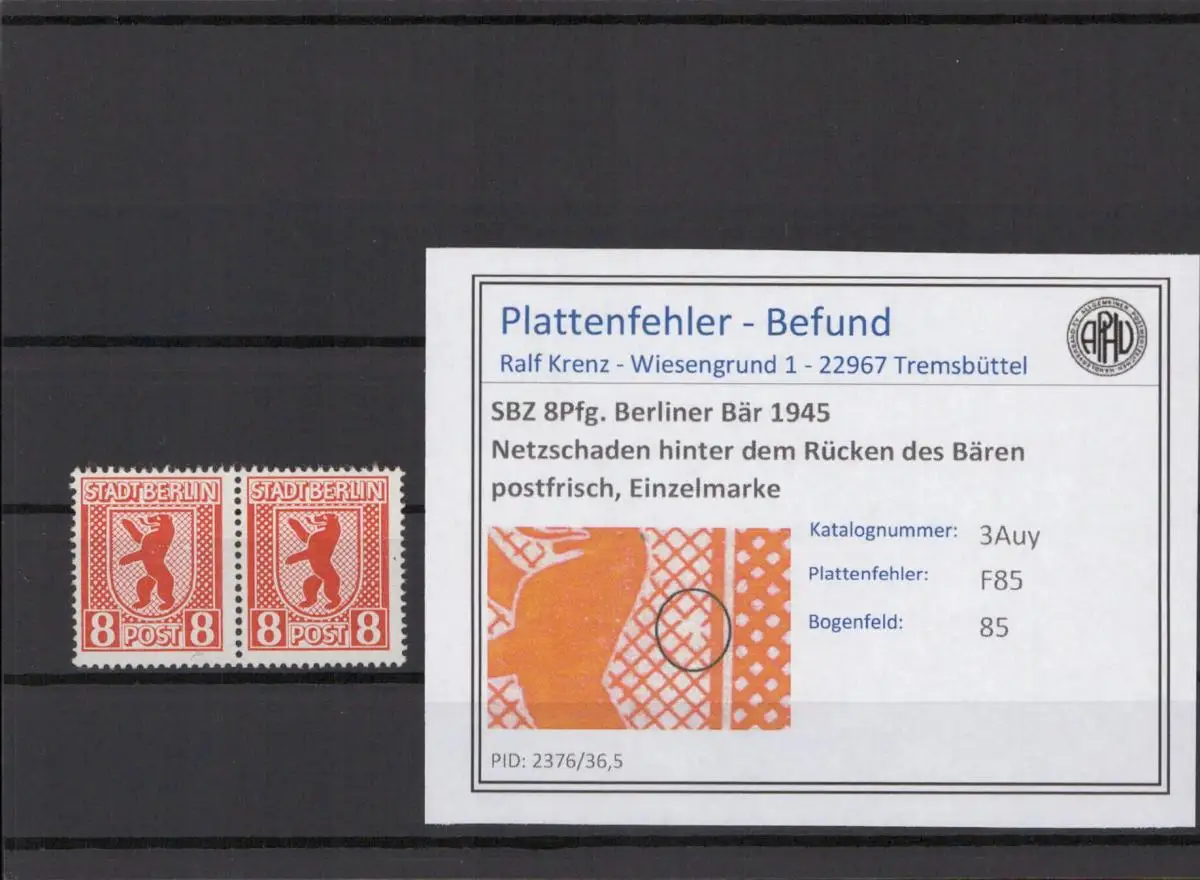 STADT BERLIN
8 POST 8
STADT BERLIN
8 POST 8
Plattenfehler - Befund
Ralf Krenz - Wiesengrund 1 - 22967 Tremsbüttel
APHV
SBZ 8Pfg. Berliner Bär 1945
Netzschaden hinter dem Rücken des Bären
postfrisch, Einzelmarke
Katalognummer: 3Auy
Plattenfehler: F85
Bogenfeld: 85
PID: 2376/36,5